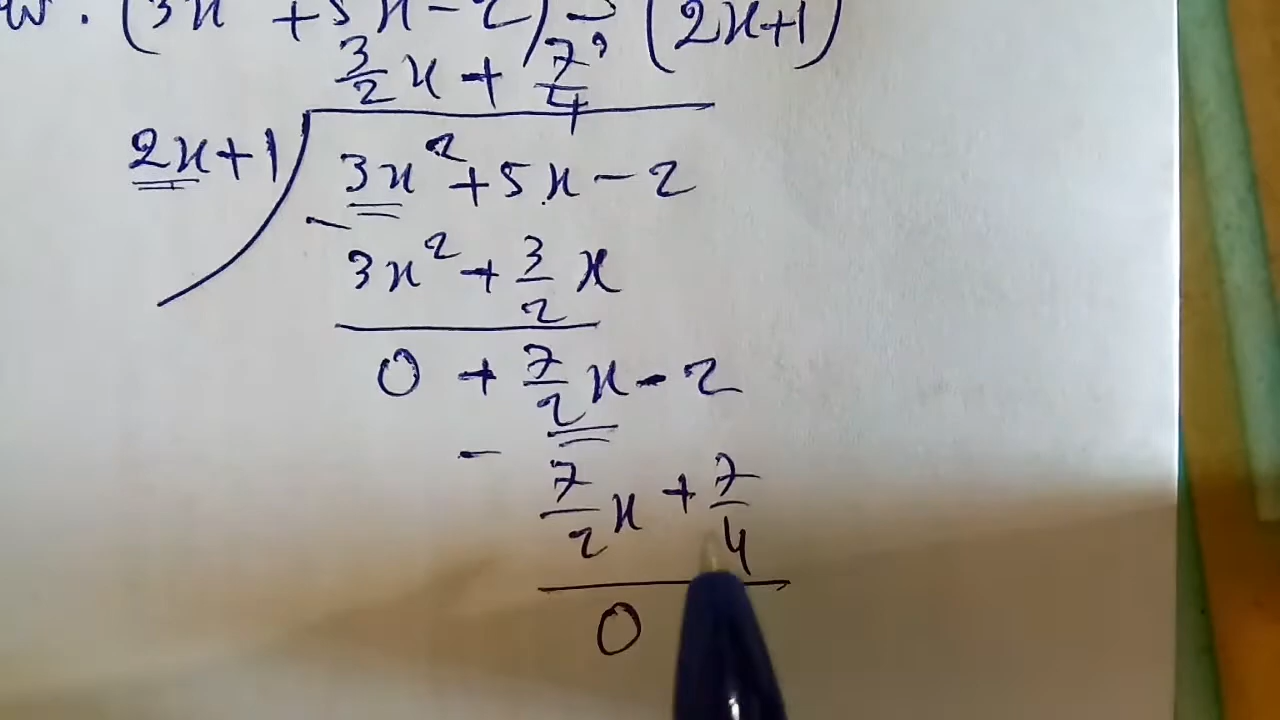 (3x² + 5x - 2) ÷ (2x+1)
3/2 x + 7/4
2x+1 ) 3x² + 5x - 2
- 3x² + 3/2 x
0 + 7/2 x - 2
- 7/2 x + 7/4
0